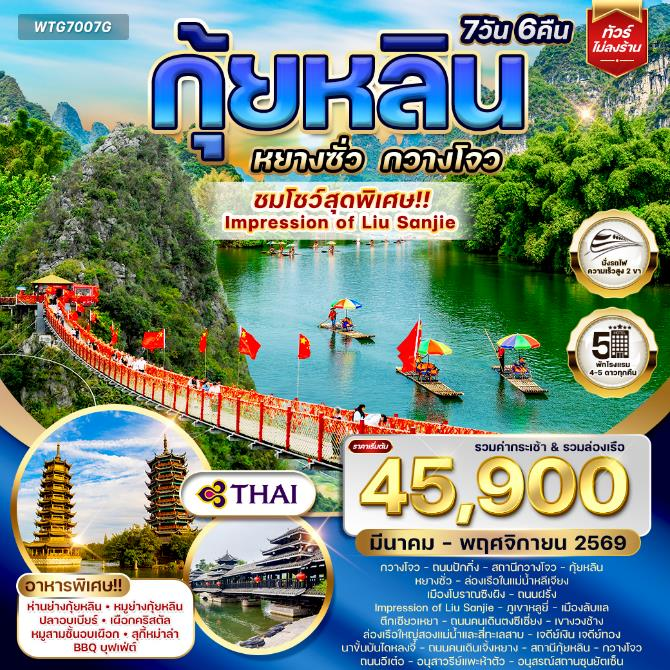 WTG7007G
7วัน 6คืน
ทัวร์
ไม่ลงร้าน
กุ้ยหลิน
หยางซั่ว กวางโจว
ชมโชว์สุดพิเศษ!!
Impression of Liu Sanjie
นั่งรถไฟ
ความเร็วสูง 2 ขา
5
พักโรงแรม
4-5 ดาวทุกคืน
ราคาเริ่มต้น
รวมค่ากระเช้า & รวมล่องเรือ
45,900
THAI
มีนาคม - พฤศจิกายน 2569
กวางโจว - ถนนปักกิ่ง - สถานีกวางโจว - กุ้ยหลิน
หยางซั่ว - ล่องเรือในแม่น้ำหลีเจียง
เมืองโบราณซิงผิง - ถนนฝรั่ง
Impression of Liu Sanjie - ภูเขาหลุยี่ - เมืองลับแล
ตึกเซียวเหยา - ถนนคนเดินตงซีเซี่ยง - เขางวงช้าง
ล่องเรือใหญ่สองแม่น้ำและสี่ทะเลสาบ - เจดีย์เงิน เจดีย์ทอง
นาขั้นบันไดหลงจี๋ - ถนนคนเดินเจิ้งหยาง - สถานีกุ้ยหลิน - กวางโจว
ถนนอีเต๋อ - อนุสาวรีย์แพะห้าตัว - อนุสรณ์สถานซุนยัตเซ็น
อาหารพิเศษ!!
ห่านย่างกุ้ยหลิน • หมูย่างกุ้ยหลิน
ปลาอบเบียร์ • เผือกคริสตัล
หมูสามชั้นอบเผือก • สุกี้หม่าล่า
BBQ บุฟเฟ่ต์